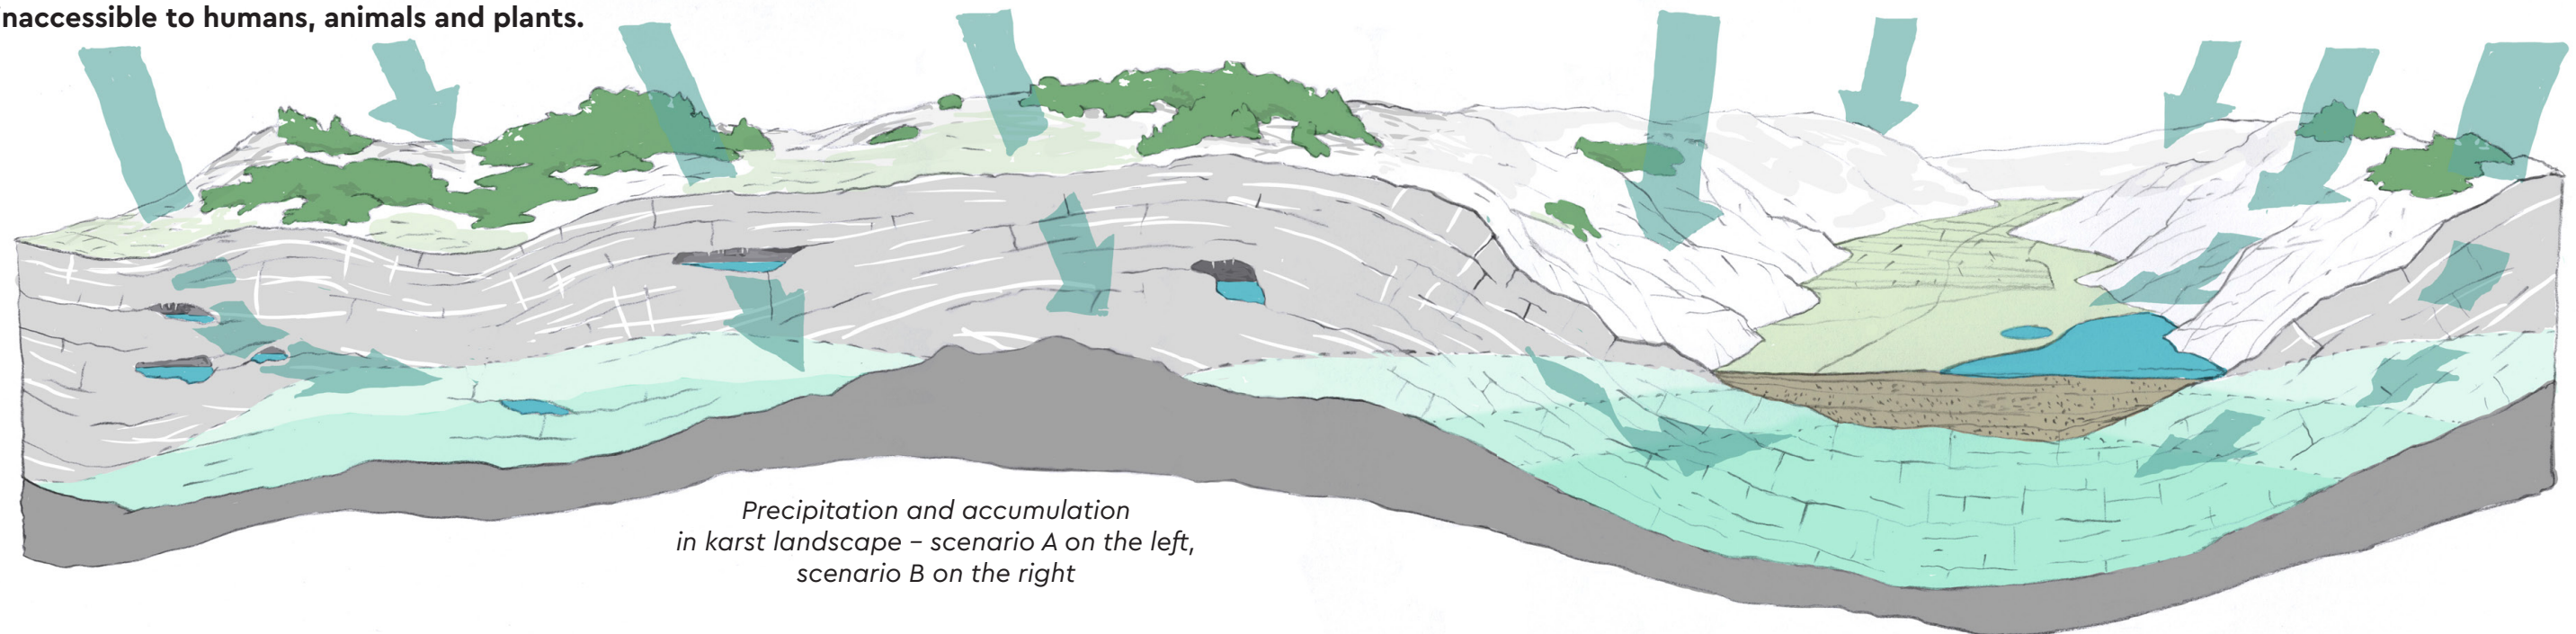 naccessible to humans, animals and plants.
Precipitation and accumulation
in karst landscape – scenario A on the left,
scenario B on the right